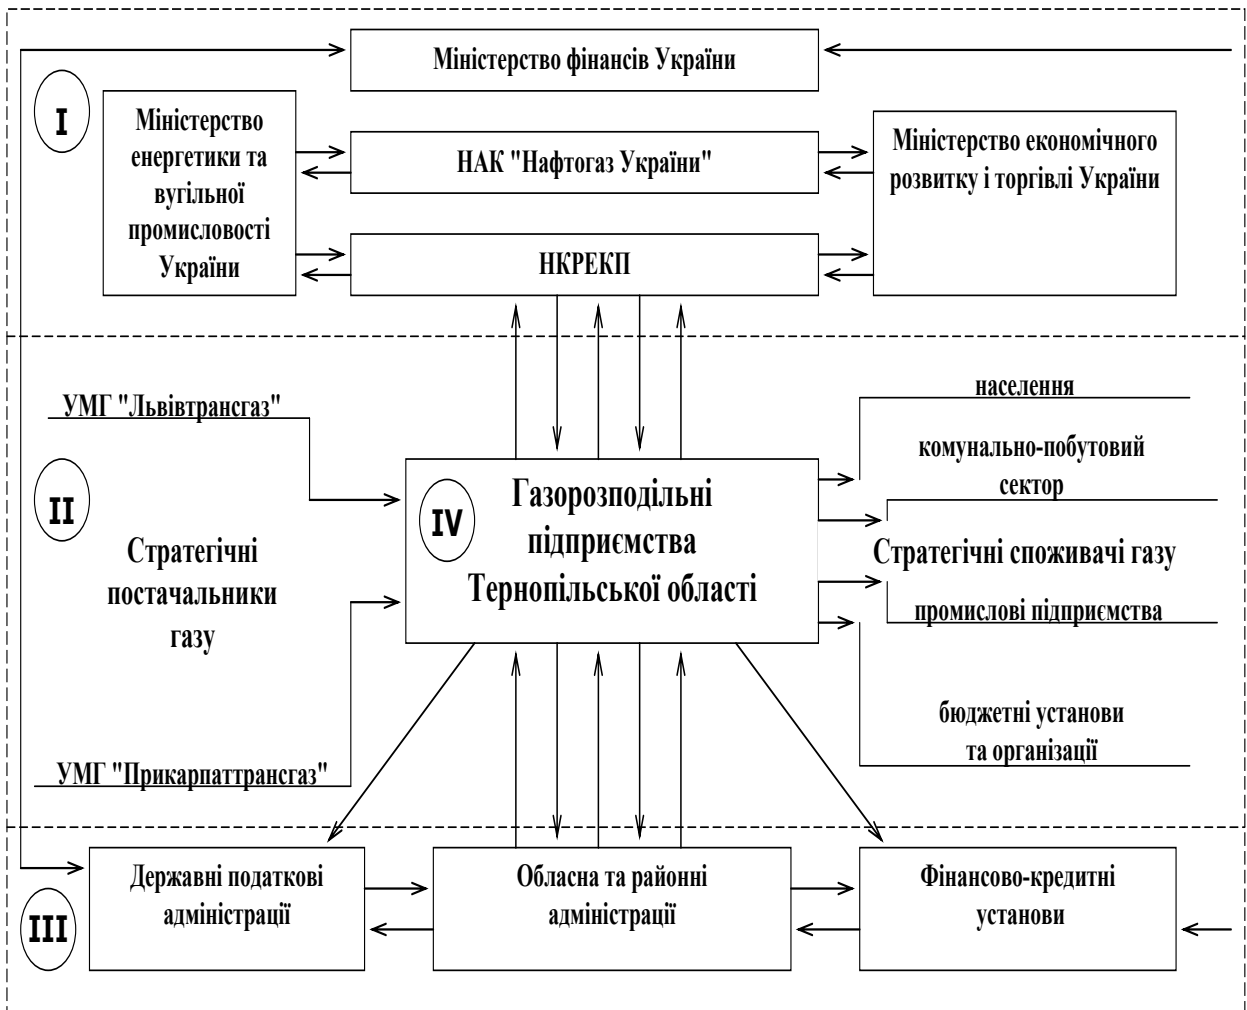 Міністерство фінансів України
I
Міністерство
енергетики та
вугільної
промисловості
України
НАК "Нафтогаз України"
Міністерство економічного
розвитку і торгівлі України
НКРЕКП
УМГ "Львівтрансгаз"
II
Стратегічні
постачальники
газу
УМГ "Прикарпаттрансгаз"
IV
Газорозподільні
підприємства
Тернопільської області
населення
комунально-побутовий
сектор
Стратегічні споживачі газу
промислові підприємства
бюджетні установи
та організації
III
Державні податкові
адміністрації
Обласна та районні
адміністрації
Фінансово-кредитні
установи